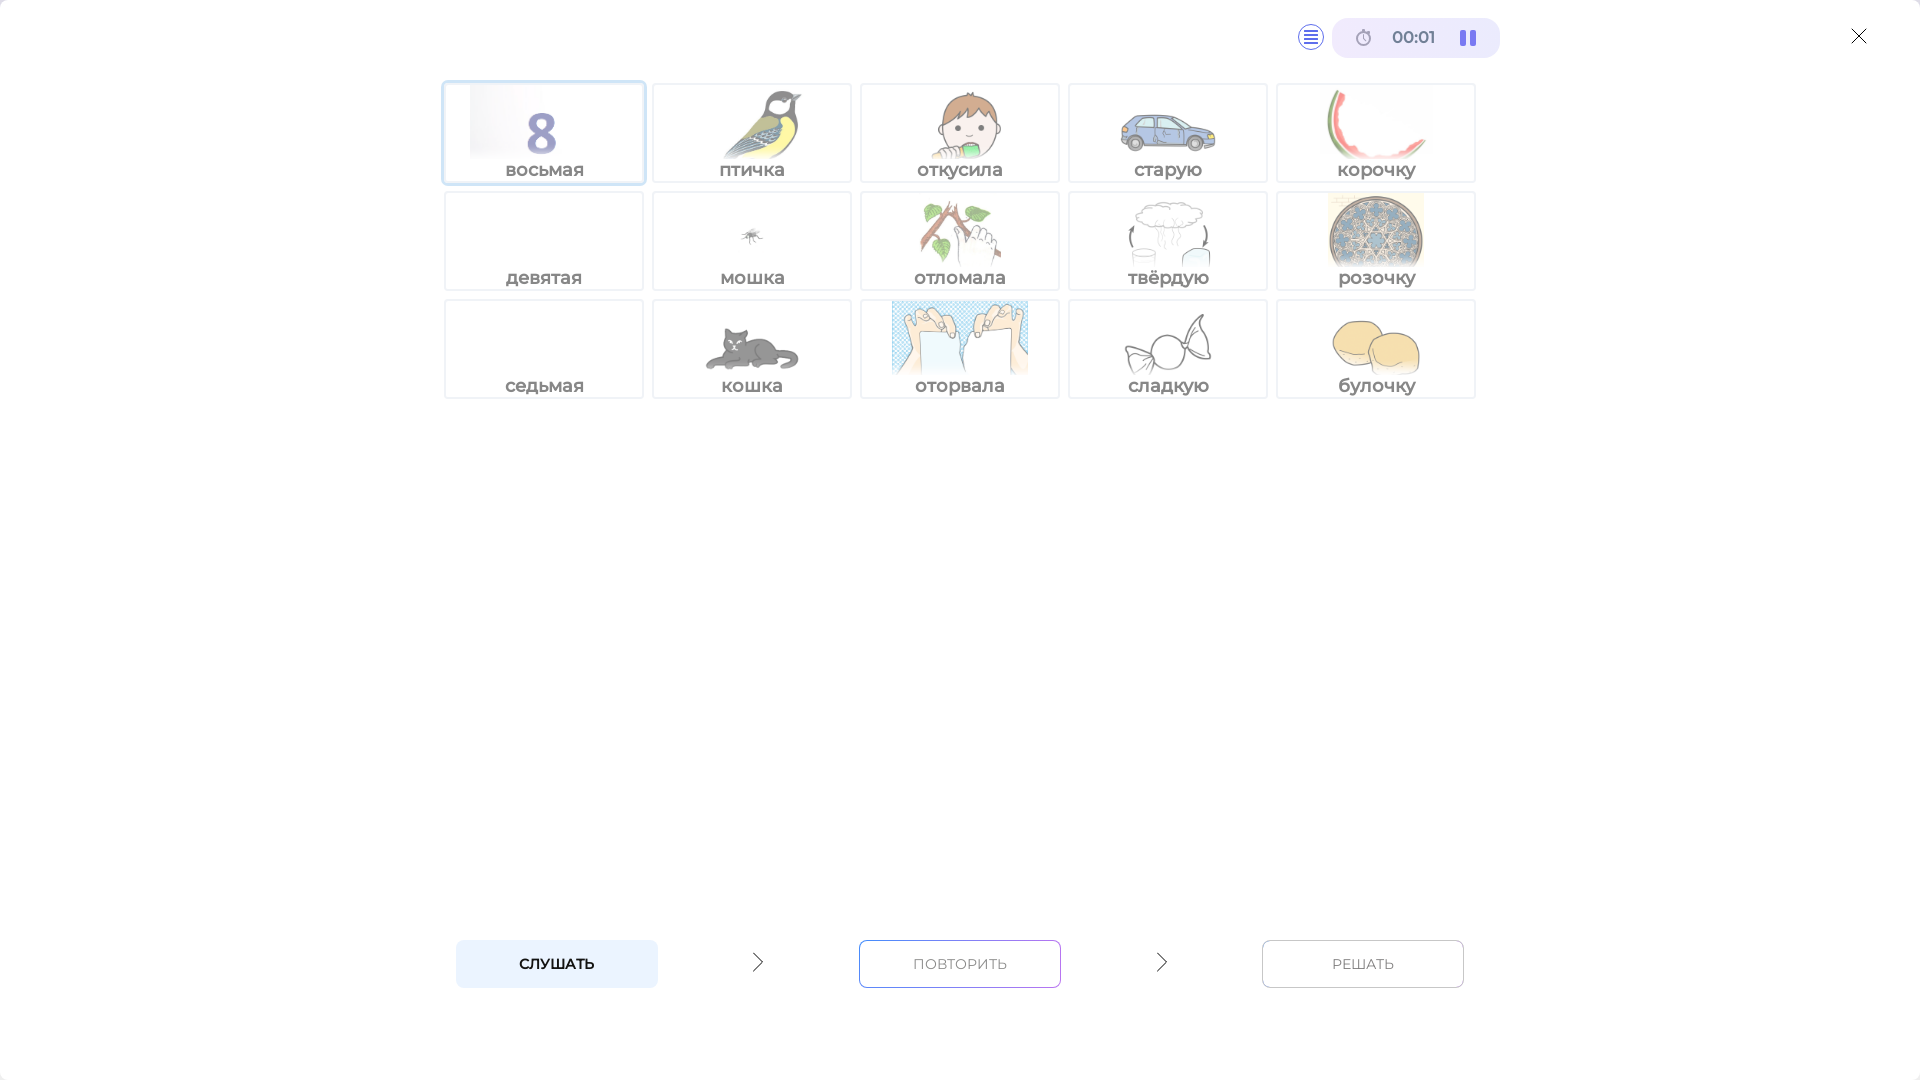 00:01
8
восьмая птичка откусила старую корочку
девятая мошка отломала твёрдую розочку
седьмая кошка оторвала сладкую булочку
СЛУШАТЬ ПОВТОРИТЬ РЕШАТЬ